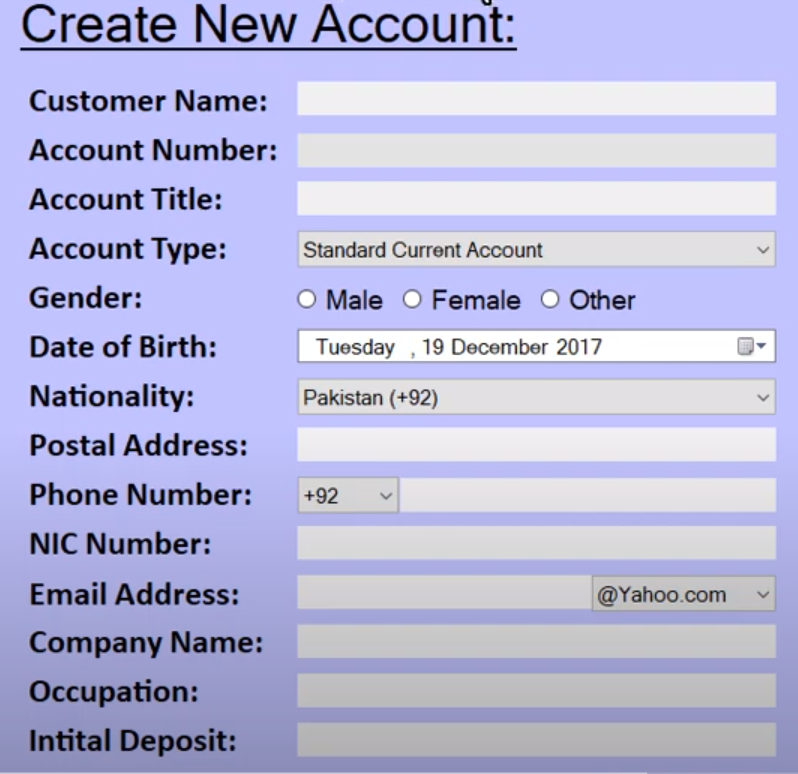 Create New Account:
Customer Name:
Account Number:
Account Title:
Account Type: Standard Current Account
Gender: Male Female Other
Date of Birth: Tuesday , 19 December 2017
Nationality: Pakistan (+92)
Postal Address:
Phone Number: +92
NIC Number:
Email Address: @Yahoo.com
Company Name:
Occupation:
Intital Deposit: